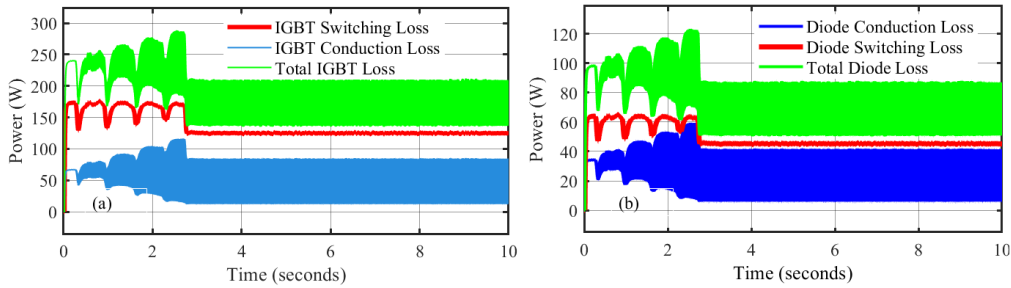 300
250
200
150
100
50
0
Power (W)
IGBT Switching Loss
IGBT Conduction Loss
Total IGBT Loss
(a)
0 2 4 6 8 10
Time (seconds)
120
100
80
60
40
20
0
Power (W)
Diode Conduction Loss
Diode Switching Loss
Total Diode Loss
(b)
0 2 4 6 8 10
Time (seconds)